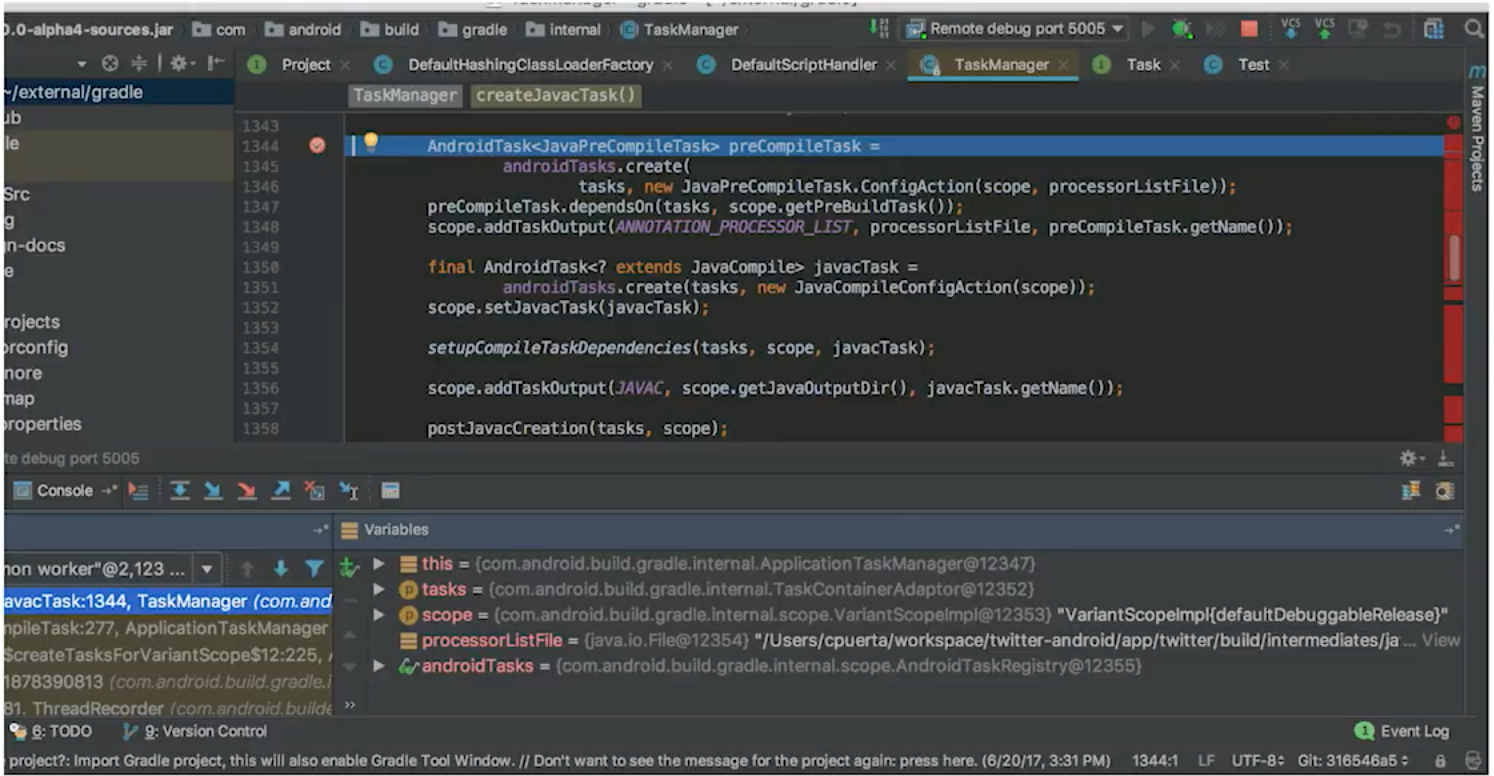 .0-alpha4-sources.jar com android build gradle internal TaskManager Remote debug port 5005 VCS VCS
Project DefaultHashingClassLoaderFactory DefaultScriptHandler TaskManager Task Test
~/external/gradle
TaskManager createJavacTask()
ub
1343
le
1344 AndroidTask<JavaPreCompileTask> preCompileTask =
1345 androidTasks.create(
1346 tasks, new JavaPreCompileTask.ConfigAction(scope, processorListFile));
Src
1347 preCompileTask.dependsOn(tasks, scope.getPreBuildTask());
g
1348 scope.addTaskOutput(ANNOTATION_PROCESSOR_LIST, processorListFile, preCompileTask.getName());
gn-docs
1349
e
1350 final AndroidTask<? extends JavaCompile> javacTask =
1351 androidTasks.create(tasks, new JavaCompileConfigAction(scope));
1352 scope.setJavacTask(javacTask);
rojects
1353
orconfig
1354 setupCompileTaskDependencies(tasks, scope, javacTask);
nore
1355
1356 scope.addTaskOutput(JAVAC, scope.getJavaOutputDir(), javacTask.getName());
map
1357
properties
1358 postJavacCreation(tasks, scope);
Maven Projects
te debug port 5005
Console
Variables
non worker"@2,123 ...
this = {com.android.build.gradle.internal.ApplicationTaskManager@12347}
tasks = {com.android.build.gradle.internal.TaskContainerAdaptor@12352}
avacTask:1344, TaskManager (com.and
scope = {com.android.build.gradle.internal.scope.VariantScopeImpl@12353} "VariantScopeImpl{defaultDebuggableRelease}"
mpileTask:277, ApplicationTaskManager
processorListFile = {java.io.File@12354} "/Users/cpuerta/workspace/twitter-android/app/twitter/build/intermediates/ja ... View
$createTasksForVariantScope$12:225, 
androidTasks = {com.android.build.gradle.internal.scope.AndroidTaskRegistry@12355}
1878390813 (com.android.build.gradle.i
81. ThreadRecorder (com.android.builde
6: TODO 9: Version Control 1 Event Log
project?: Import Gradle project, this will also enable Gradle Tool Window. // Don't want to see the message for the project again: press here. (6/20/17, 3:31 PM) 1344:1 LF UTF-8 Git: 316546a5